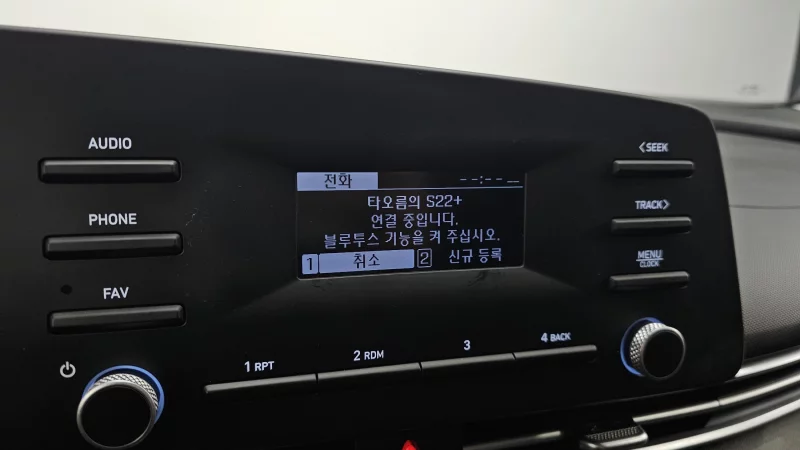 AUDIO
PHONE
FAV
전화
--:--
타오름의 S22+
연결 중입니다.
블루투스 기능을 켜 주십시오.
1 취소 2 신규 등록
<SEEK
TRACK>
MENU
CLOCK
1 RPT
2 RDM
3
4 BACK